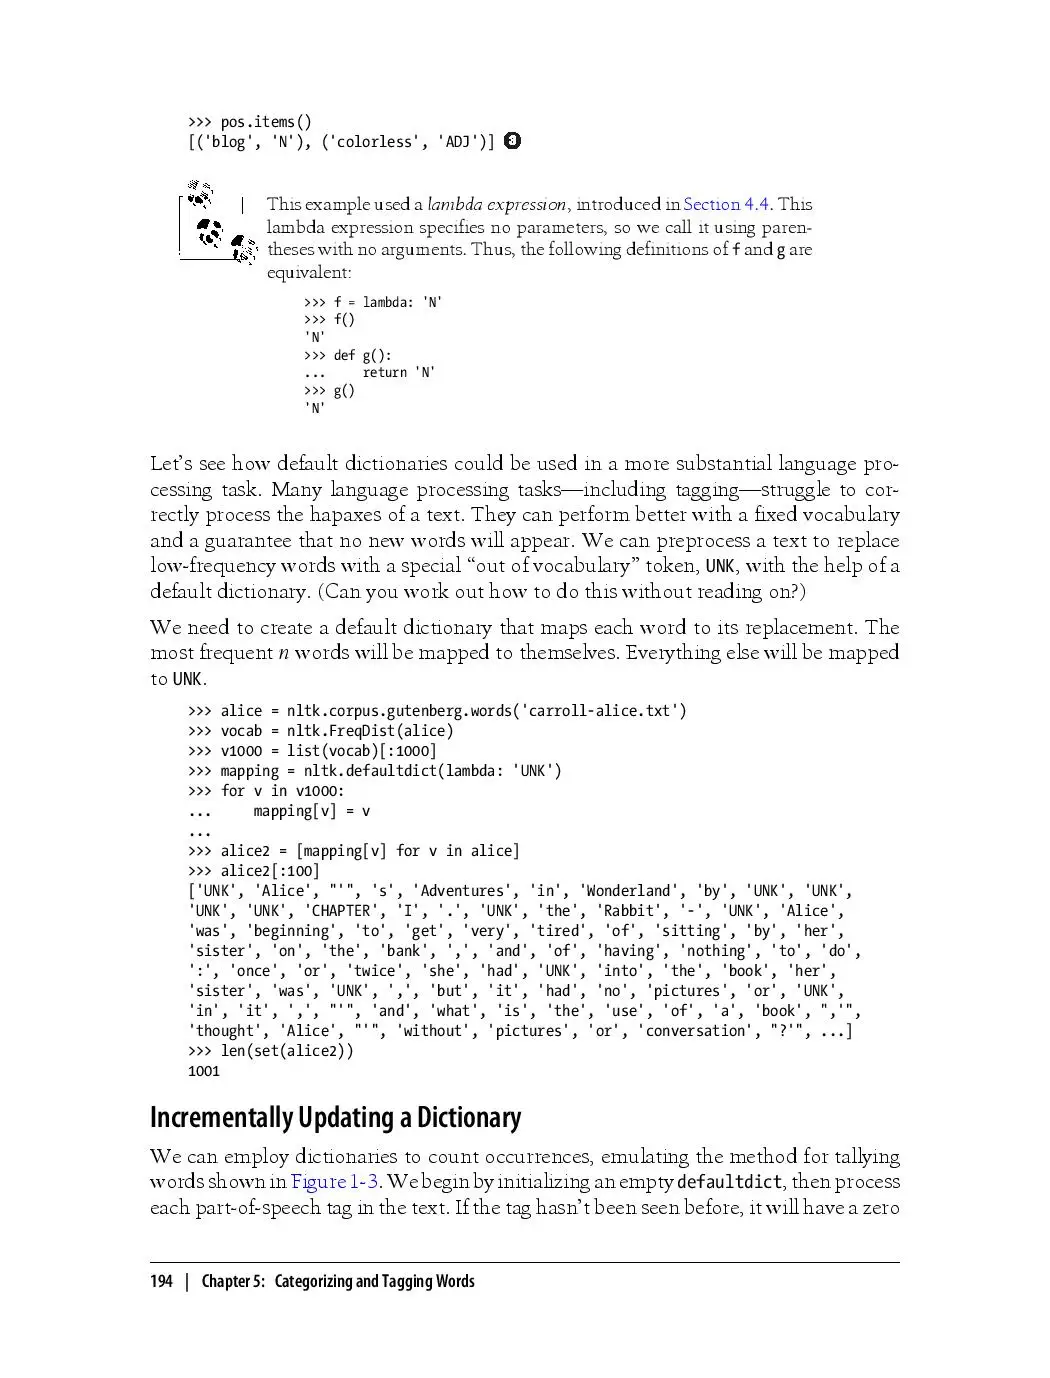 >>> pos.items()
[('blog', 'N'), ('colorless', 'ADJ')] ❸
This example used a lambda expression, introduced in Section 4.4. This
lambda expression specifies no parameters, so we call it using paren-
theses with no arguments. Thus, the following definitions of f and g are
equivalent:
>>> f = lambda: 'N'
>>> f()
'N'
>>> def g():
...     return 'N'
>>> g()
'N'
Let's see how default dictionaries could be used in a more substantial language pro-
cessing task. Many language processing tasks—including tagging—struggle to cor-
rectly process the hapaxes of a text. They can perform better with a fixed vocabulary
and a guarantee that no new words will appear. We can preprocess a text to replace
low-frequency words with a special “out of vocabulary” token, UNK, with the help of a
default dictionary. (Can you work out how to do this without reading on?)
We need to create a default dictionary that maps each word to its replacement. The
most frequent n words will be mapped to themselves. Everything else will be mapped
to UNK.
>>> alice = nltk.corpus.gutenberg.words('carroll-alice.txt')
>>> vocab = nltk.FreqDist(alice)
>>> v1000 = list(vocab)[:1000]
>>> mapping = nltk.defaultdict(lambda: 'UNK')
>>> for v in v1000:
...     mapping[v] = v
...
>>> alice2 = [mapping[v] for v in alice]
>>> alice2[:100]
['UNK', 'Alice', "'", 's', 'Adventures', 'in', 'Wonderland', 'by', 'UNK', 'UNK',
'UNK', 'UNK', 'CHAPTER', 'I', '.', 'UNK', 'the', 'Rabbit', '-', 'UNK', 'Alice',
'was', 'beginning', 'to', 'get', 'very', 'tired', 'of', 'sitting', 'by', 'her',
'sister', 'on', 'the', 'bank', ',', 'and', 'of', 'having', 'nothing', 'to', 'do',
':', 'once', 'or', 'twice', 'she', 'had', 'UNK', 'into', 'the', 'book', 'her',
'sister', 'was', 'UNK', ',', 'but', 'it', 'had', 'no', 'pictures', 'or', 'UNK',
'in', 'it', ',', "'", 'and', 'what', 'is', 'the', 'use', 'of', 'a', 'book', ",'",
'thought', 'Alice', "'", 'without', 'pictures', 'or', 'conversation', "?'", ...]
>>> len(set(alice2))
1001
Incrementally Updating a Dictionary
We can employ dictionaries to count occurrences, emulating the method for tallying
words shown in Figure 1-3. We begin by initializing an empty defaultdict, then process
each part-of-speech tag in the text. If the tag hasn't been seen before, it will have a zero
194 | Chapter 5: Categorizing and Tagging Words